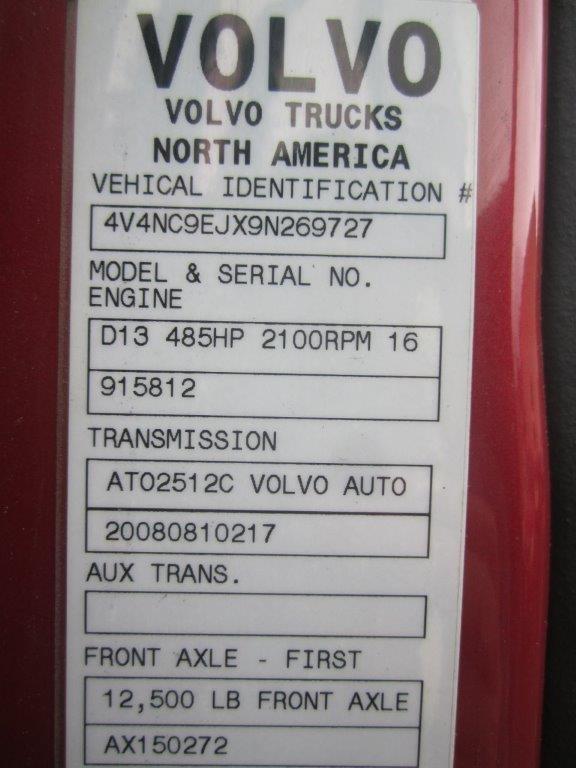 VOLVO
VOLVO TRUCKS
NORTH AMERICA
VEHICAL IDENTIFICATION #
4V4NC9EJX9N269727
MODEL & SERIAL NO.
ENGINE
D13 485HP 2100RPM 16
915812
TRANSMISSION
ATO2512C VOLVO AUTO
20080810217
AUX TRANS.
FRONT AXLE - FIRST
12,500 LB FRONT AXLE
AX150272